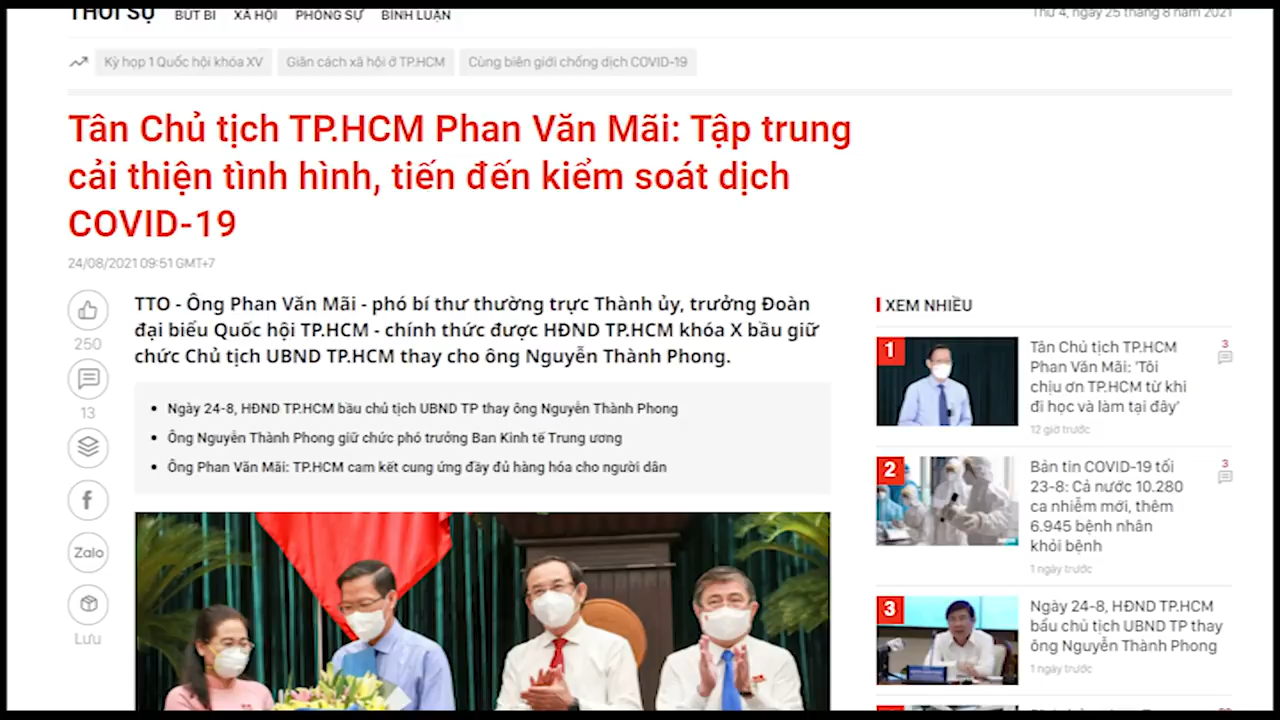 THỜI SỰ BÚT BI XÃ HỘI PHÓNG SỰ BÌNH LUẬN
Thứ 4, ngày 25 tháng 8 năm 2021
Kỳ họp 1 Quốc hội khóa XV Giãn cách xã hội ở TP.HCM Cùng biên giới chống dịch COVID-19
Tân Chủ tịch TP.HCM Phan Văn Mãi: Tập trung
cải thiện tình hình, tiến đến kiểm soát dịch
COVID-19
24/08/2021 09:51 GMT+7
TTO - Ông Phan Văn Mãi - phó bí thư thường trực Thành ủy, trưởng Đoàn
đại biểu Quốc hội TP.HCM - chính thức được HĐND TP.HCM khóa X bầu giữ
chức Chủ tịch UBND TP.HCM thay cho ông Nguyễn Thành Phong.
250
13
Zalo
Lưu
Ngày 24-8, HĐND TP.HCM bầu chủ tịch UBND TP thay ông Nguyễn Thành Phong
Ông Nguyễn Thành Phong giữ chức phó trưởng Ban Kinh tế Trung ương
Ông Phan Văn Mãi: TP.HCM cam kết cung ứng đầy đủ hàng hóa cho người dân
XEM NHIỀU
1
Tân Chủ tịch TP.HCM
Phan Văn Mãi: 'Tôi
chịu ơn TP.HCM từ khi
đi học và làm tại đây'
3
12 giờ trước
2
Bản tin COVID-19 tối
23-8: Cả nước 10.280
ca nhiễm mới, thêm
6.945 bệnh nhân
khỏi bệnh
3
1 ngày trước
3
Ngày 24-8, HĐND TP.HCM
bầu chủ tịch UBND TP thay
ông Nguyễn Thành Phong
1 ngày trước